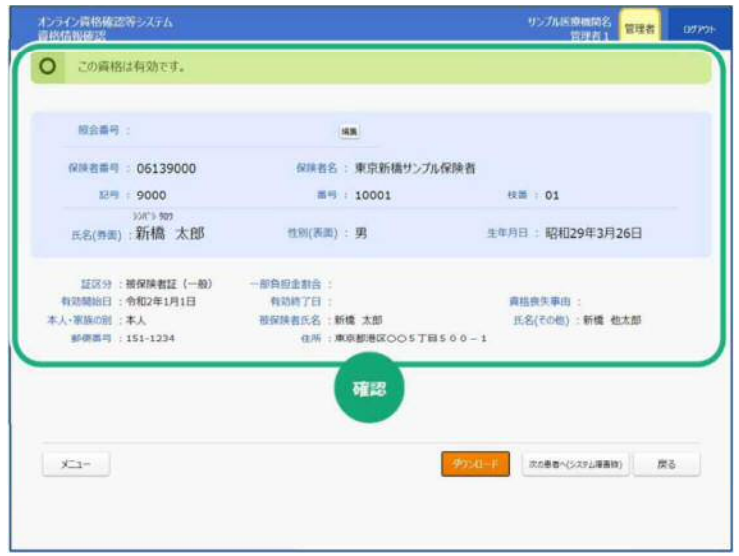 オンライン資格確認等システム
資格情報確認
サンプル医療機関名
管理者1
管理者
ログアウト
この資格は有効です。
照会番号 :
編集
保険者番号 : 06139000 保険者名 : 東京新橋サンプル保険者
記号 : 9000 番号 : 10001 枝番 : 01
ｼﾝﾊﾞｼ ﾀﾛｳ
氏名(券面) : 新橋 太郎 性別(表面) : 男 生年月日 : 昭和29年3月26日
証区分 : 被保険者証（一般） 一部負担金割合 :
有効開始日 : 令和2年1月1日 有効終了日 : 資格喪失事由 :
本人・家族の別 : 本人 被保険者氏名 : 新橋 太郎 氏名(その他) : 新橋 他太郎
郵便番号 : 151-1234 住所 : 東京都港区〇〇５丁目５００－１
確認
メニュー ダウンロード 次の患者へ(システム葎書検) 戻る